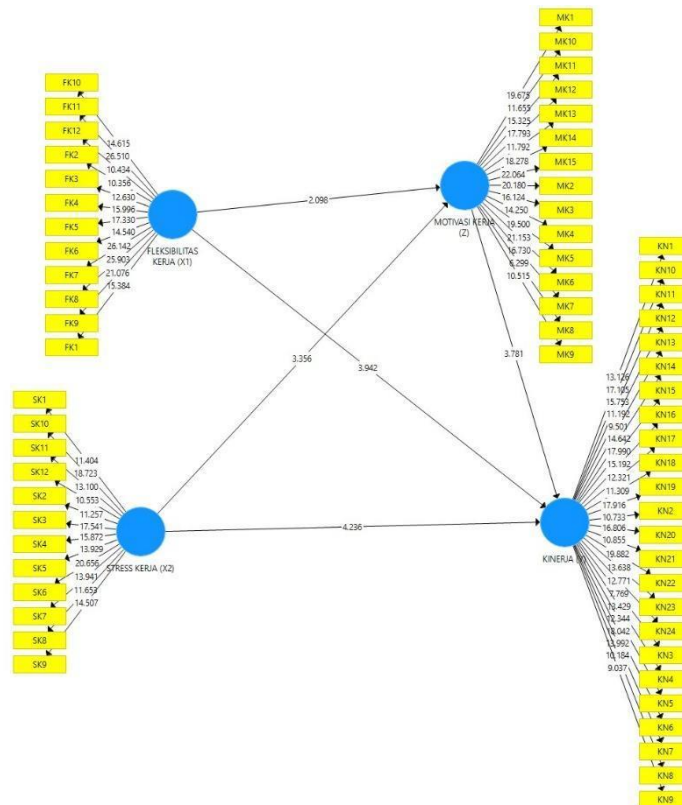 FK10
FK11
FK12
FK2
FK3
FK4
FK5
FK6
FK7
FK8
FK9
FK1
14.615
26.510
10.434
10.356
12.630
15.996
17.330
14.540
26.142
25.903
21.076
15.384
FLEKSIBILITAS
KERJA (X1)
SK1
SK10
SK11
SK12
SK2
SK3
SK4
SK5
SK6
SK7
SK8
SK9
11.404
18.723
13.100
10.553
11.257
17.541
15.872
13.929
20.656
13.941
11.653
14.507
STRESS KERJA (X2)
2.098
3.356
3.942
4.236
3.781
MOTIVASI KERJA
(Z)
19.675
11.655
15.325
17.793
11.792
18.278
22.064
20.180
16.124
14.250
19.500
21.153
16.730
6.299
10.515
MK1
MK10
MK11
MK12
MK13
MK14
MK15
MK2
MK3
MK4
MK5
MK6
MK7
MK8
MK9
KINERJA (Y)
13.126
17.105
15.753
11.192
9.501
14.642
17.990
15.192
12.321
11.309
17.916
10.733
16.806
10.855
19.882
13.638
12.771
7.769
13.429
12.344
18.042
13.992
10.184
9.037
KN1
KN10
KN11
KN12
KN13
KN14
KN15
KN16
KN17
KN18
KN19
KN2
KN20
KN21
KN22
KN23
KN24
KN3
KN4
KN5
KN6
KN7
KN8
KN9